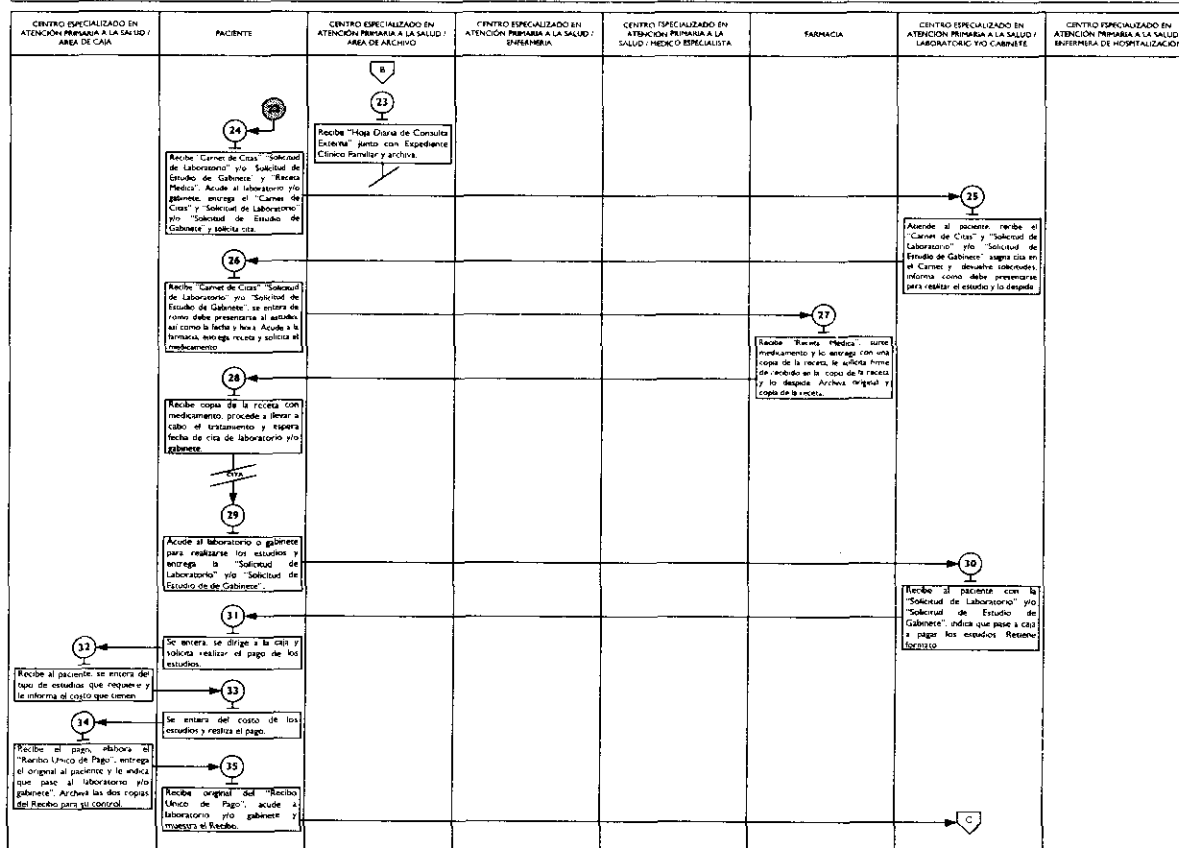 CENTRO ESPECIALIZADO EN
ATENCIÓN PRIMARIA A LA SALUD /
AREA DE CAJA
PACIENTE
CENTRO ESPECIALIZADO EN
ATENCIÓN PRIMARIA A LA SALUD /
AREA DE ARCHIVO
CENTRO ESPECIALIZADO EN
ATENCIÓN PRIMARIA A LA SALUD /
ENFERMERIA
CENTRO ESPECIALIZADO EN
ATENCIÓN PRIMARIA A LA
SALUD / MEDICO ESPECIALISTA
FARMACIA
CENTRO ESPECIALIZADO EN
ATENCIÓN PRIMARIA A LA SALUD /
LABORATORIO Y/O GABINETE
CENTRO ESPECIALIZADO EN
ATENCIÓN PRIMARIA A LA SALUD
ENFERMERA DE HOSPITALIZACIÓN
B
23
Recibe "Hoja Diaria de Consulta
Externa" junto con Expediente
Clínico Familiar y archiva.
24
Recibe "Carnet de Citas" "Solicitud
de Laboratorio" y/o "Solicitud de
Estudio de Gabinete" y "Receta
Medica". Acude al laboratorio y/o
gabinete, entrega el "Carnet de
Citas" y "Solicitud de Laboratorio"
y/o "Solicitud de Estudio de
Gabinete" y solicita cita.
25
Atiende al paciente, recibe el
"Carnet de Citas" y "Solicitud de
Laboratorio" y/o "Solicitud de
Estudio de Gabinete" asigna cita en
el Carnet y devuelve solicitudes,
informa como debe presentarse
para realizar el estudio y lo despide
26
Recibe "Carnet de Citas" "Solicitud
de Laboratorio" y/o "Solicitud de
Estudio de Gabinete", se entera de
como debe presentarse al estudio,
así como la fecha y hora. Acude a la
farmacia, entrega receta y solicita el
medicamento
27
Recibe "Receta Medica", surte
medicamento y lo entrega con una
copia de la receta, le solicita firme
de recibido en la copia de la receta
y lo despide Archiva original y
copia de la receta.
28
Recibe copia de la receta con
medicamento, procede a llevar a
cabo el tratamiento y espera
fecha de cita de laboratorio y/o
gabinete.
CITA
29
Acude al laboratorio o gabinete
para realizarse los estudios y
entrega la "Solicitud de
Laboratorio" y/o "Solicitud de
Estudio de de Gabinete".
30
Recibe al paciente con la
"Solicitud de Laboratorio" y/o
"Solicitud de Estudio de
Gabinete", indica que pase a caja
a pagar los estudios Retiene
formato
31
Se entera, se dirige a la caja y
solicita realizar el pago de los
estudios.
32
Recibe al paciente, se entera del
tipo de estudios que requiere y
le informa el costo que tienen
33
Se entera del costo de los
estudios y realiza el pago.
34
Recibe el pago, elabora el
"Recibo Unico de Pago", entrega
el original al paciente y le indica
que pase al laboratorio y/o
gabinete". Archiva las dos copias
del Recibo para su control.
35
Recibe original del "Recibo
Unico de Pago", acude a
laboratorio y/o gabinete y
muestra el Recibo.
C